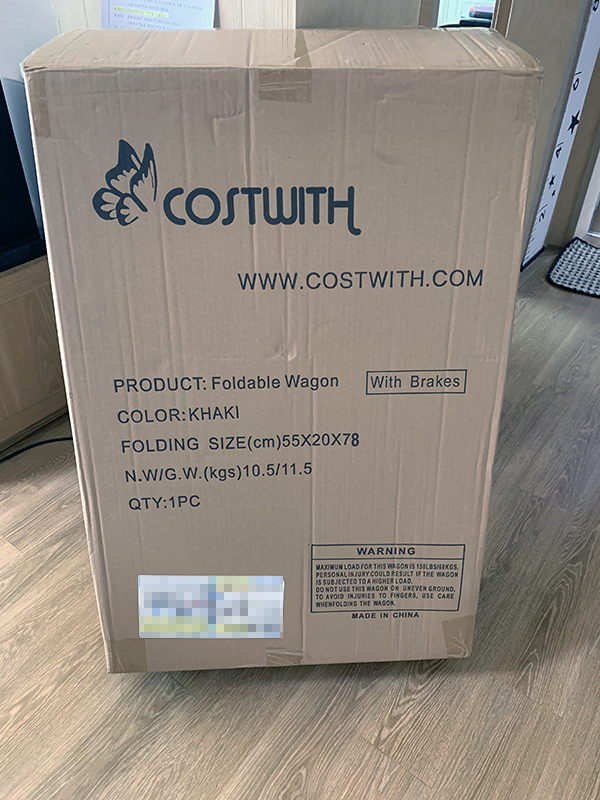 COSTWITH
WWW.COSTWITH.COM
PRODUCT: Foldable Wagon With Brakes
COLOR:KHAKI
FOLDING SIZE(cm)55X20X78
N.W/G.W.(kgs)10.5/11.5
QTY:1PC
WARNING
MAXIMUM LOAD FOR THIS WAGON IS 150LBS/68KGS,
PERSONAL INJURY COULD RESULT IF THE WAGON
IS SUBJECTED TO A HIGHER LOAD.
DO NOT USE THIS WAGON ON UNEVEN GROUND.
TO AVOID INJURIES TO FINGERS, USE CARE
WHENFOLDING THE WAGON.
MADE IN CHINA